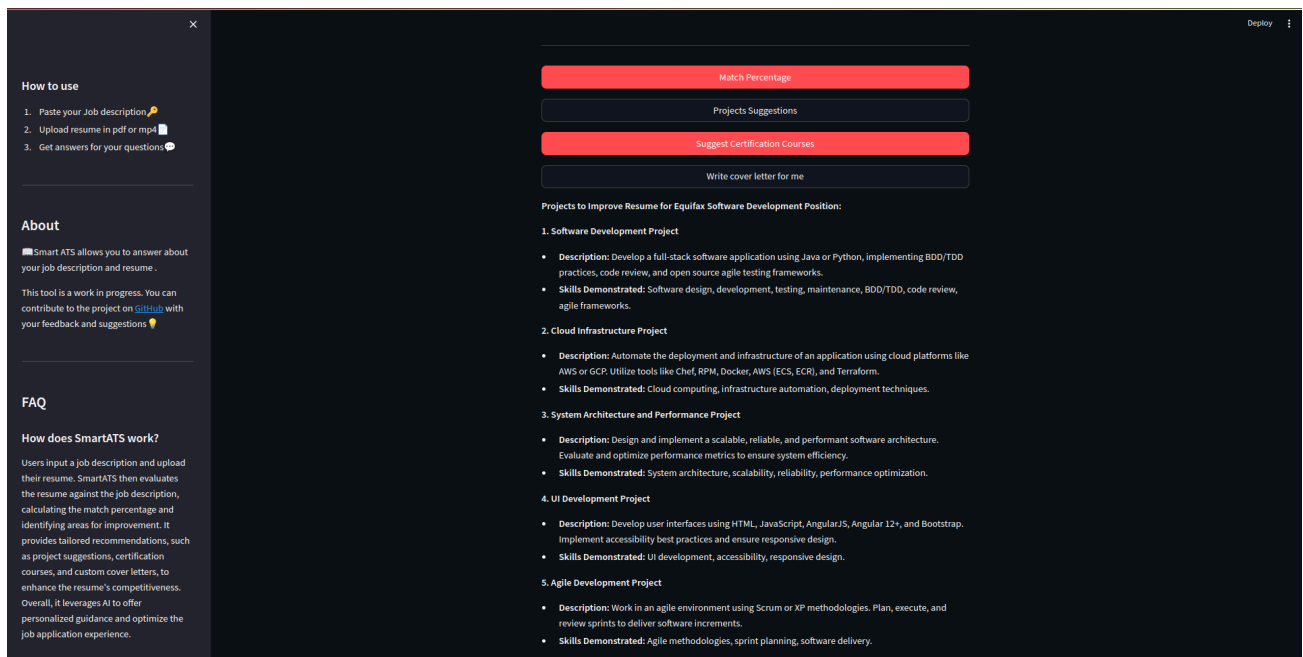 ×
How to use
1. Paste your Job description🔑
2. Upload resume in pdf or mp4📄
3. Get answers for your questions💬
About
📖Smart ATS allows you to answer about
your job description and resume .
This tool is a work in progress. You can
contribute to the project on GitHub with
your feedback and suggestions💡
FAQ
How does SmartATS work?
Users input a job description and upload
their resume. SmartATS then evaluates
the resume against the job description,
calculating the match percentage and
identifying areas for improvement. It
provides tailored recommendations, such
as project suggestions, certification
courses, and custom cover letters, to
enhance the resume's competitiveness.
Overall, it leverages AI to offer
personalized guidance and optimize the
job application experience.
Deploy
Match Percentage
Projects Suggestions
Suggest Certification Courses
Write cover letter for me
Projects to Improve Resume for Equifax Software Development Position:
1. Software Development Project
• Description: Develop a full-stack software application using Java or Python, implementing BDD/TDD
practices, code review, and open source agile testing frameworks.
• Skills Demonstrated: Software design, development, testing, maintenance, BDD/TDD, code review,
agile frameworks.
2. Cloud Infrastructure Project
• Description: Automate the deployment and infrastructure of an application using cloud platforms like
AWS or GCP. Utilize tools like Chef, RPM, Docker, AWS (ECS, ECR), and Terraform.
• Skills Demonstrated: Cloud computing, infrastructure automation, deployment techniques.
3. System Architecture and Performance Project
• Description: Design and implement a scalable, reliable, and performant software architecture.
Evaluate and optimize performance metrics to ensure system efficiency.
• Skills Demonstrated: System architecture, scalability, reliability, performance optimization.
4. UI Development Project
• Description: Develop user interfaces using HTML, JavaScript, AngularJS, Angular 12+, and Bootstrap.
Implement accessibility best practices and ensure responsive design.
• Skills Demonstrated: UI development, accessibility, responsive design.
5. Agile Development Project
• Description: Work in an agile environment using Scrum or XP methodologies. Plan, execute, and
review sprints to deliver software increments.
• Skills Demonstrated: Agile methodologies, sprint planning, software delivery.